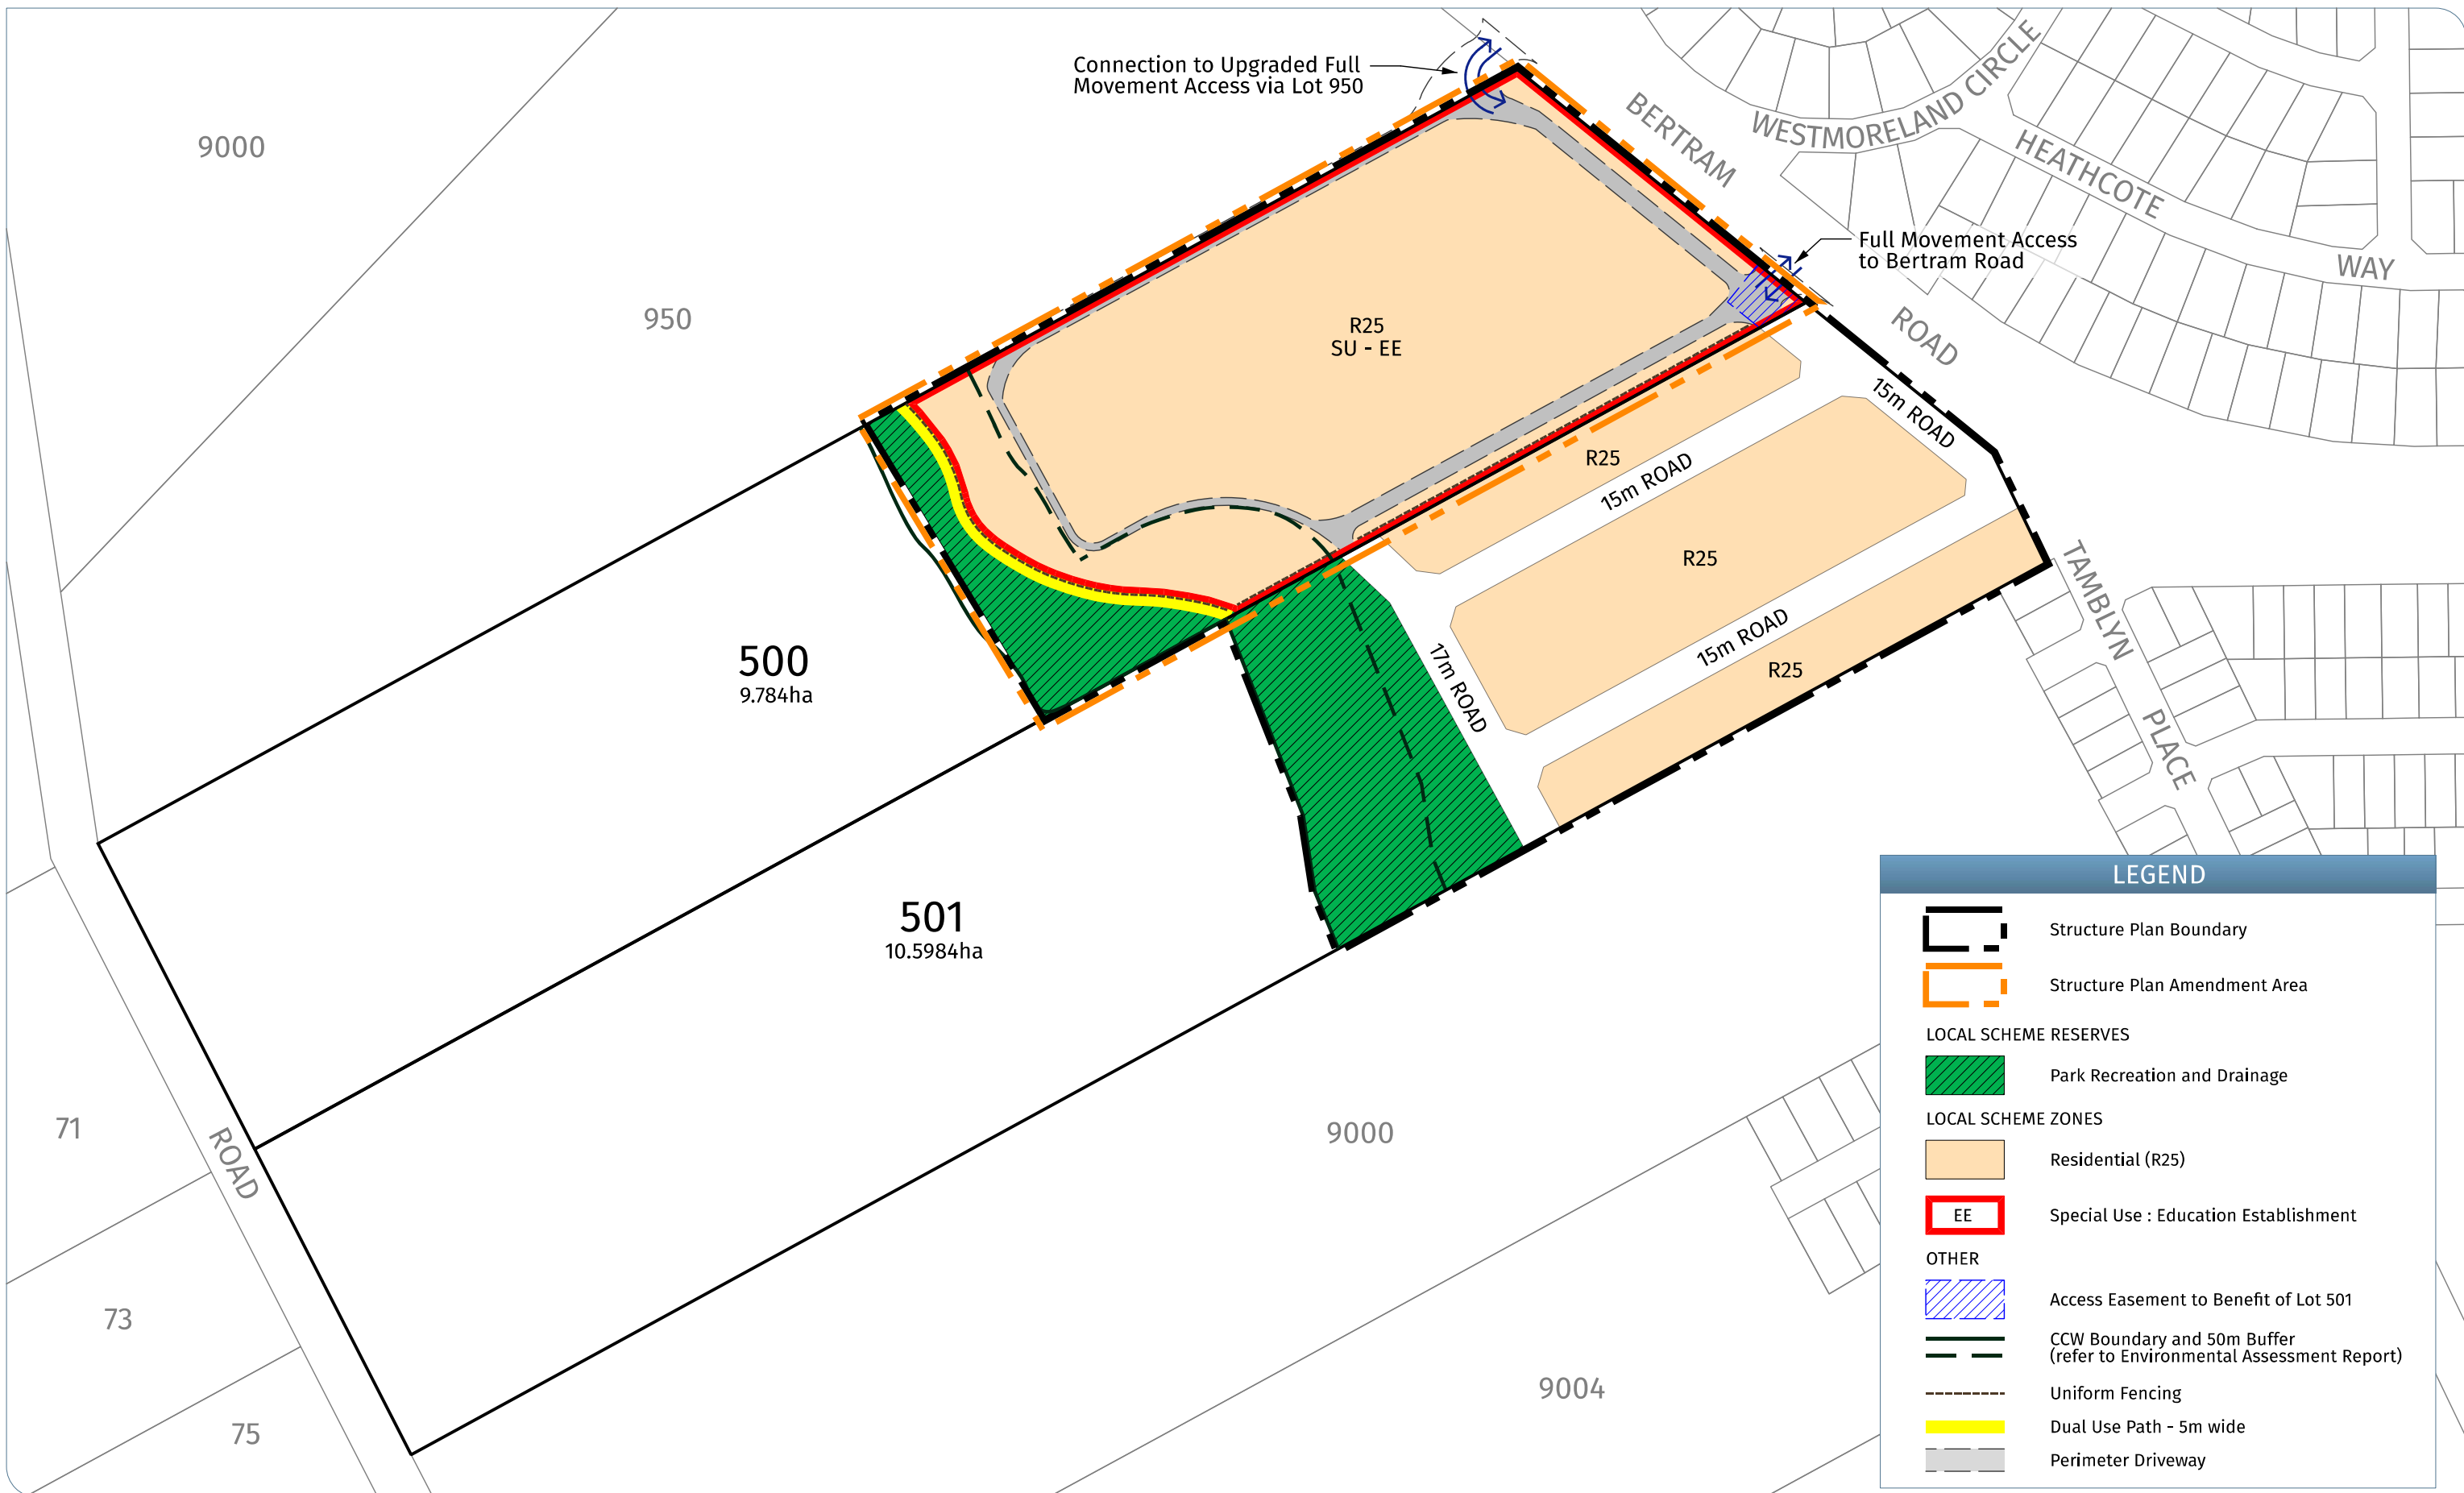 Connection to Upgraded Full
Movement Access via Lot 950
BERTRAM
WESTMORELAND CIRCLE
HEATHCOTE
WAY
9000
950
Full Movement Access
to Bertram Road
ROAD
R25
SU - EE
15m ROAD
R25
15m ROAD
R25
TAMBLYN
PLACE
15m ROAD
R25
17m ROAD
500
9.784ha
501
10.5984ha
71
ROAD
9000
73
75
9004
LEGEND
Structure Plan Boundary
Structure Plan Amendment Area
LOCAL SCHEME RESERVES
Park Recreation and Drainage
LOCAL SCHEME ZONES
Residential (R25)
EE Special Use : Education Establishment
OTHER
Access Easement to Benefit of Lot 501
CCW Boundary and 50m Buffer
(refer to Environmental Assessment Report)
Uniform Fencing
Dual Use Path - 5m wide
Perimeter Driveway